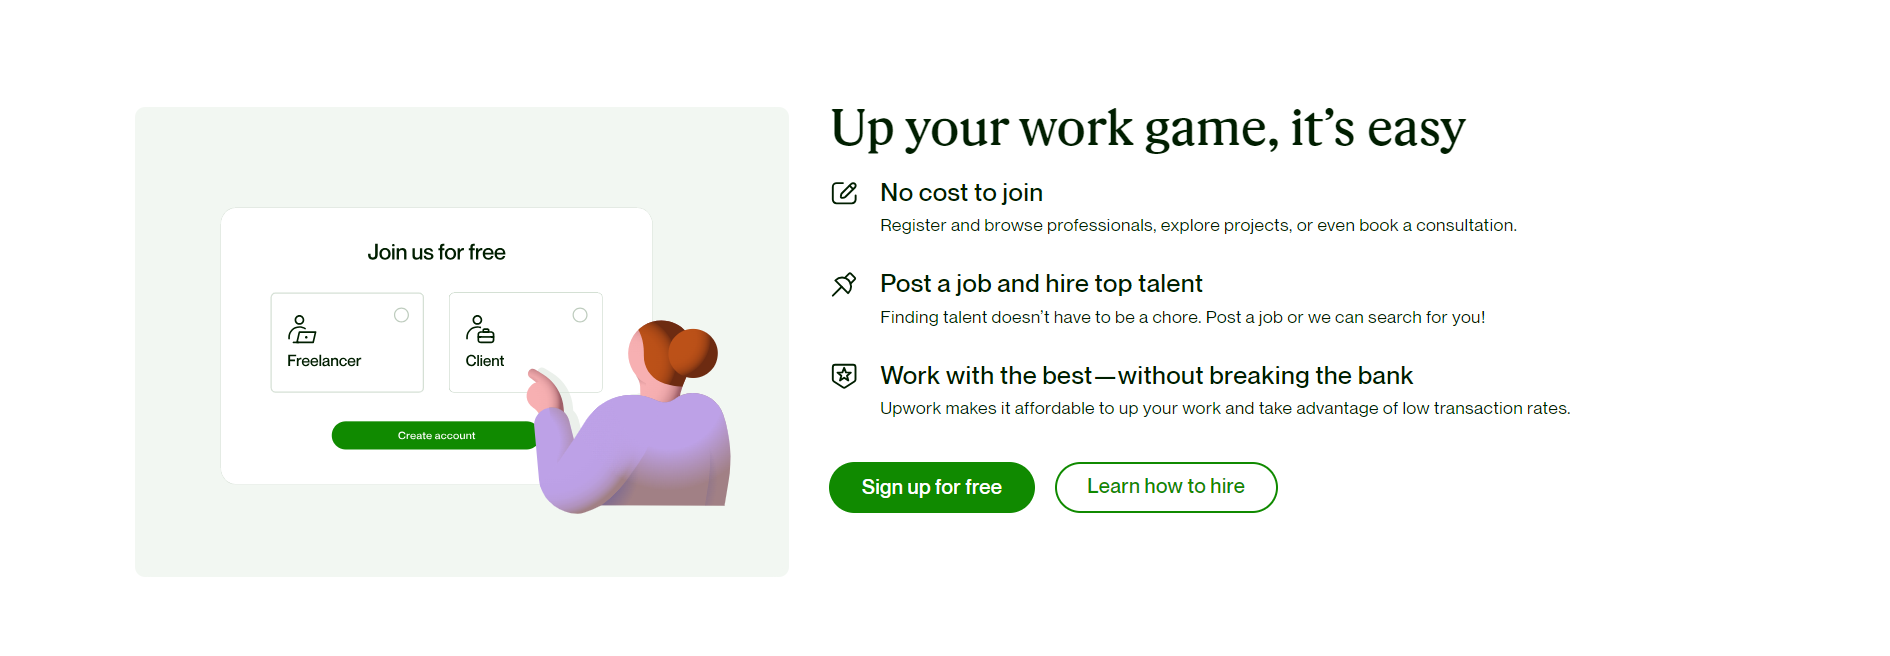 Join us for free
Freelancer
Client
Create account
Up your work game, it’s easy
No cost to join
Register and browse professionals, explore projects, or even book a consultation.
Post a job and hire top talent
Finding talent doesn’t have to be a chore. Post a job or we can search for you!
Work with the best—without breaking the bank
Upwork makes it affordable to up your work and take advantage of low transaction rates.
Sign up for free
Learn how to hire